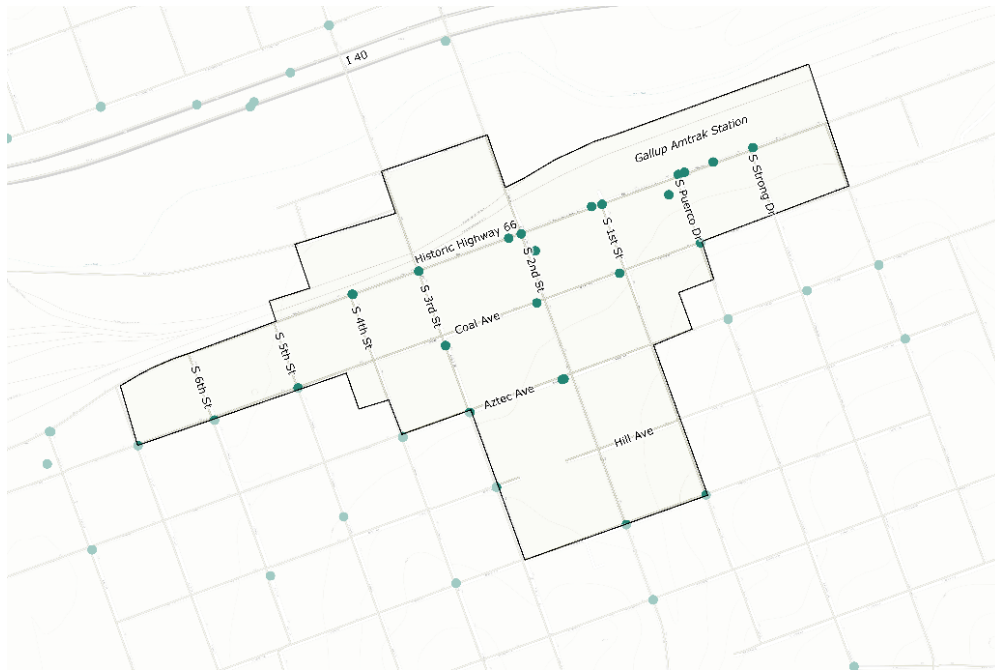 I 40
Gallup Amtrak Station
S Strong Dr
S Puerco Dr
Historic Highway 66
S 1st St
S 2nd St
S 3rd St
Coal Ave
S 4th St
S 5th St
S 6th St
Aztec Ave
Hill Ave